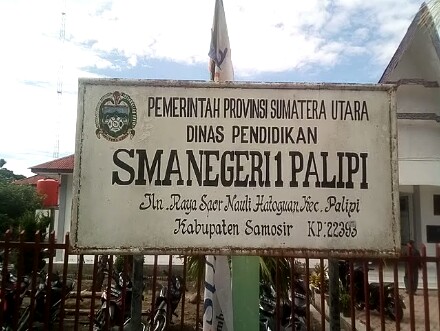 PEMERINTAH PROVINSI SUMATERA UTARA
DINAS PENDIDIKAN
SMA NEGERI 1 PALIPI
Jln. Raya Saor Nauli Hatoguan Kec. Palipi
Kabupaten Samosir KP.22393